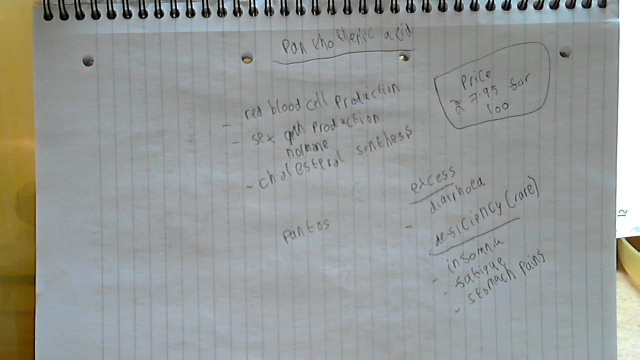 Pantothenic acid
Price
£7.95 for
100
- red blood cell production
- sex production
hormone
- cholesterol synthesis
excess
- diarrhoea
deficiency (rare)
- insomnia
- fatigue
- stomach pains
Pantos